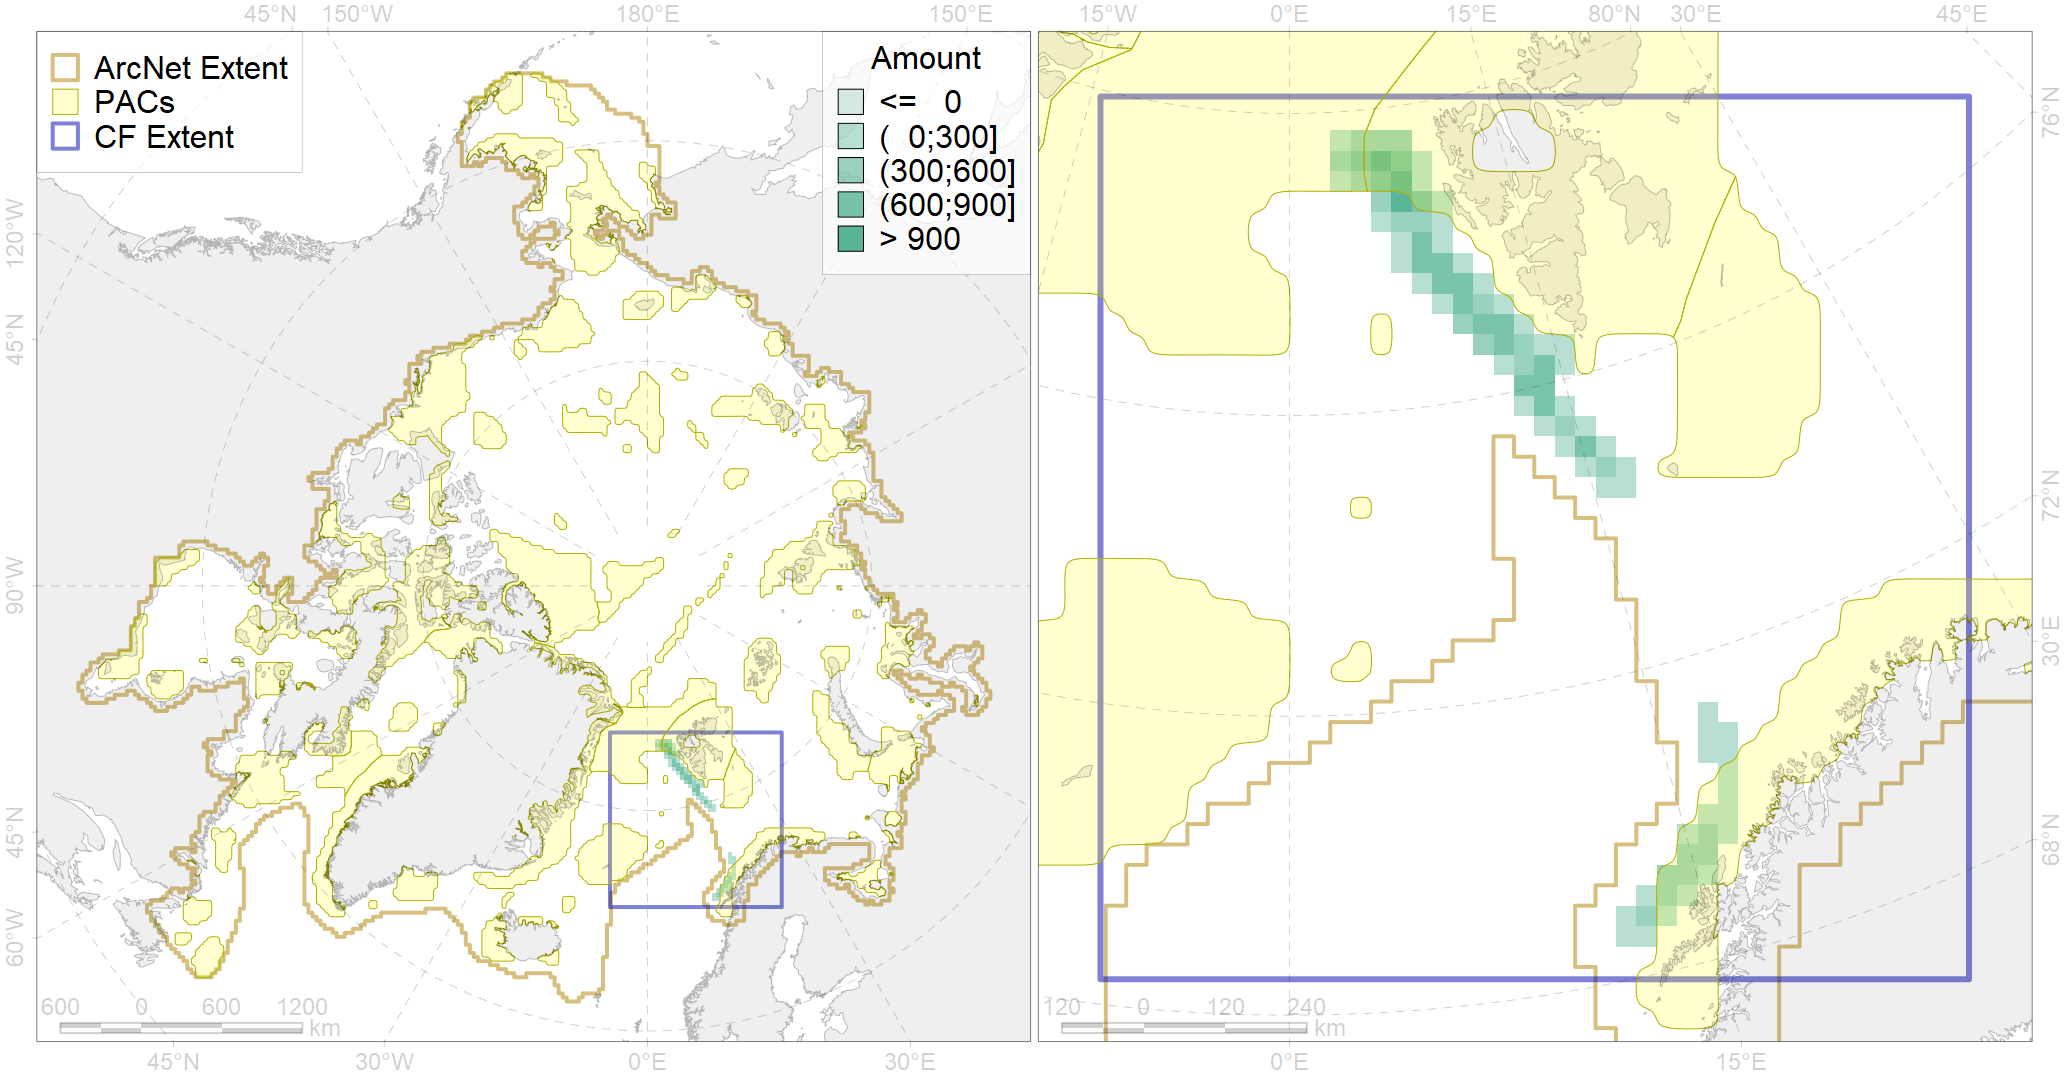 45°N 150°W 180°E 150°E 15°W 0°E 15°E 80°N 30°E 45°E
ArcNet Extent
PACs
CF Extent
Amount
<= 0
( 0;300]
(300;600]
(600;900]
> 900
120°W
45°N
90°W
45°N
60°W
76°N
72°N
30°E
68°N
600 0 600 1200
km
120 0 120 240
km
45°N 30°W 0°E 30°E 0°E 15°E